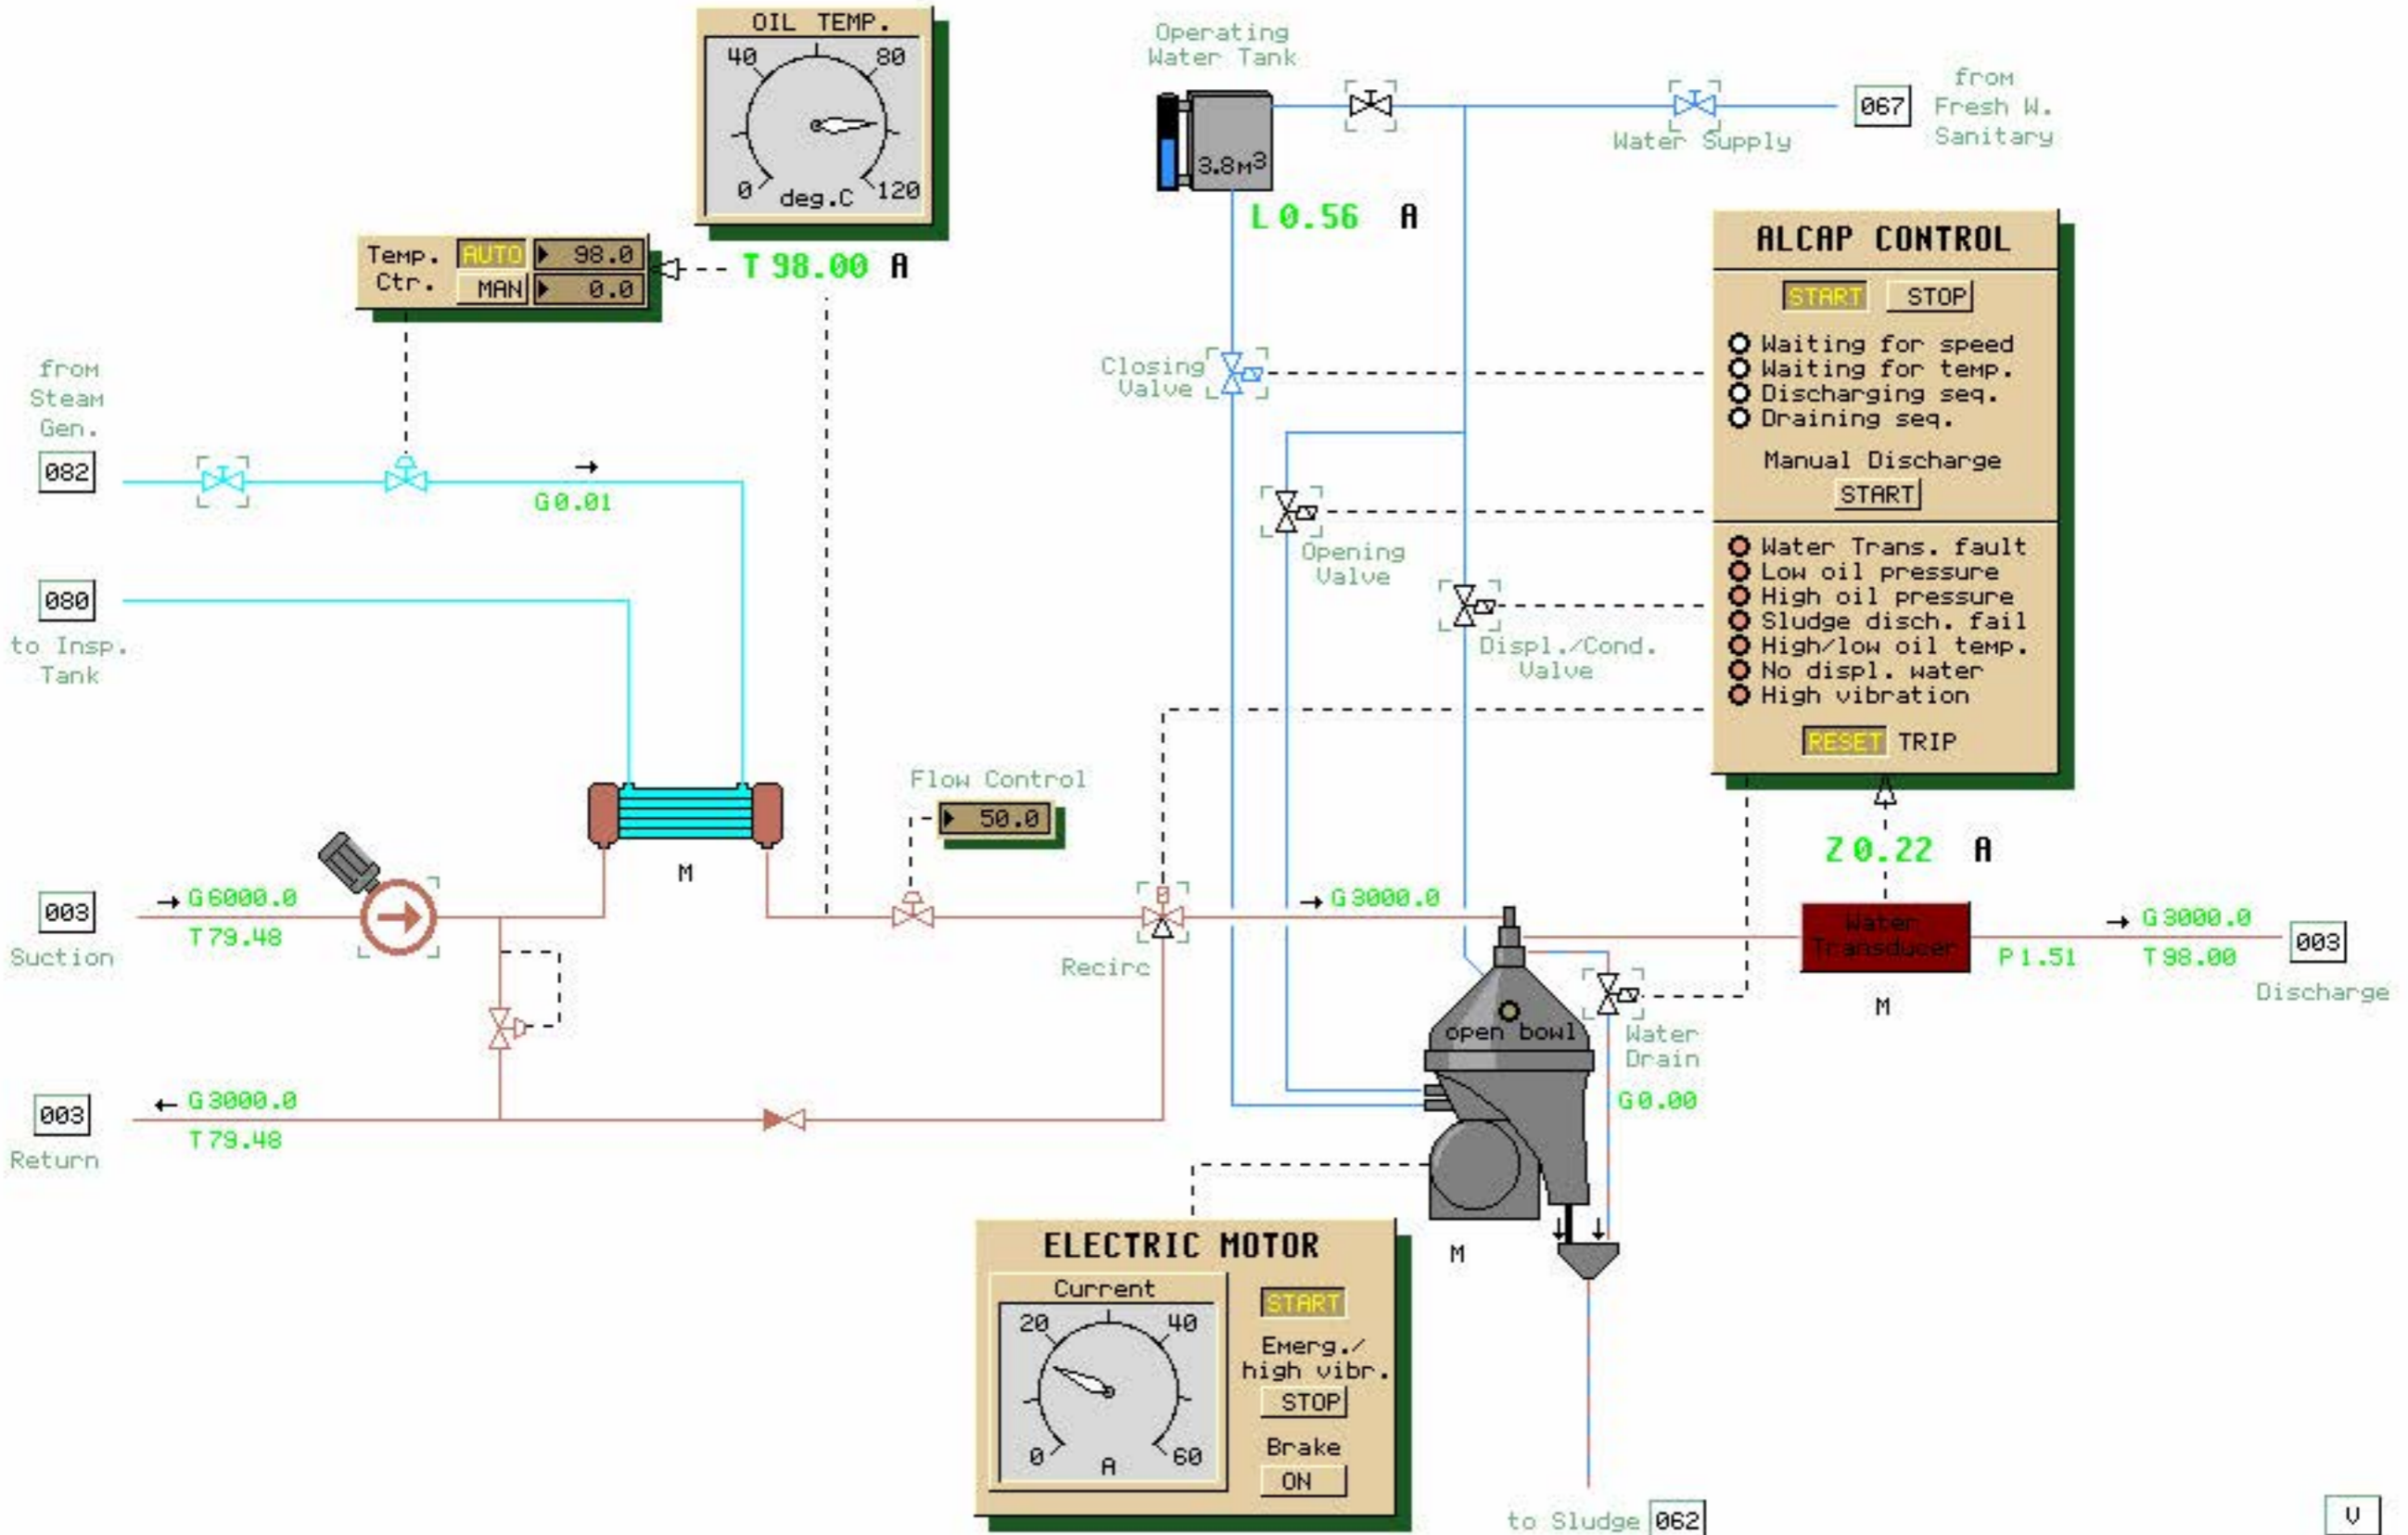 OIL TEMP.
40
80
0
120
deg.C
Temp.
Ctr.
AUTO
98.0
MAN
0.0
T 98.00 A
Operating
Water Tank
3.8м³
L 0.56 A
Water Supply
067
from
Fresh W.
Sanitary
ALCAP CONTROL
START
STOP
Waiting for speed
Waiting for temp.
Discharging seq.
Draining seq.
Manual Discharge
START
Water Trans. fault
Low oil pressure
High oil pressure
Sludge disch. fail
High/low oil temp.
No displ. water
High vibration
RESET TRIP
Closing
Valve
Opening
Valve
Displ./Cond.
Valve
from
Steam
Gen.
082
G 0.01
080
to Insp.
Tank
M
Flow Control
50.0
003
Suction
G 6000.0
T 79.48
Recirc
G 3000.0
Z 0.22 A
Water
Transducer
M
G 3000.0
P 1.51
T 98.00
003
Discharge
open bowl
Water
Drain
G 0.00
003
Return
G 3000.0
T 79.48
M
ELECTRIC MOTOR
Current
20
40
0
60
A
START
Emerg./
high vibr.
STOP
Brake
ON
to Sludge 062
V